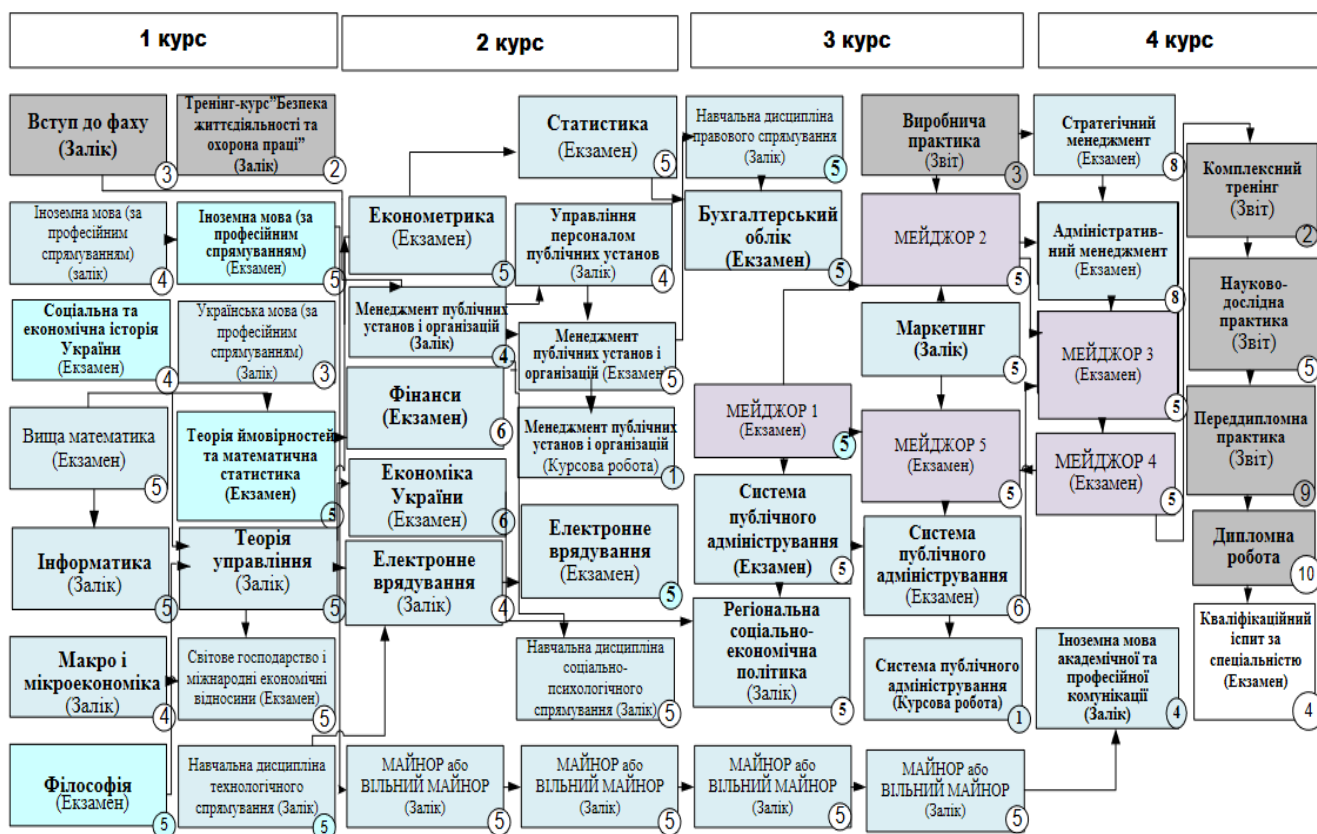 1 курс
2 курс
3 курс
4 курс
Вступ до фаху
(Залік)
3
Тренінг-курс"Безпека
життєдіяльності та
охорона праці"
(Залік)
2
Іноземна мова (за
професійним
спрямуванням)
(залік)
4
Іноземна мова (за
професійним
спрямуванням)
(Екзамен)
5
Соціальна та
економічна історія
України
(Екзамен)
4
Українська мова (за
професійним
спрямуванням)
(Залік)
3
Вища математика
(Екзамен)
5
Теорія ймовірностей
та математична
статистика
(Екзамен)
5
Інформатика
(Залік)
5
Теорія
управління
(Залік)
5
Макро і
мікроекономіка
(Залік)
4
Світове господарство і
міжнародні економічні
відносини (Екзамен)
5
Філософія
(Екзамен)
5
Навчальна дисципліна
технологічного
спрямування (Залік)
5
Економетрика
(Екзамен)
5
Менеджмент публічних
установ і організацій
(Залік)
4
Фінанси
(Екзамен)
6
Економіка
України
(Екзамен)
6
Електронне
врядування
(Залік)
4
МАЙНОР або
ВІЛЬНИЙ МАЙНОР
(Залік)
5
Статистика
(Екзамен)
5
Управління
персоналом
публічних установ
(Залік)
4
Менеджмент
публічних установ і
організацій (Екзамен)
5
Менеджмент публічних
установ і організацій
(Курсова робота)
1
Електронне
врядування
(Екзамен)
5
Навчальна дисципліна
соціально-
психологічного
спрямування (Залік)
5
МАЙНОР або
ВІЛЬНИЙ МАЙНОР
(Залік)
5
Навчальна дисципліна
правового спрямування
(Залік)
5
Бухгалтерський
облік
(Екзамен)
5
МЕЙДЖОР 1
(Екзамен)
5
Система
публічного
адміністрування
(Екзамен)
5
Регіональна
соціально-
економічна
політика
(Залік)
5
МАЙНОР або
ВІЛЬНИЙ МАЙНОР
(Залік)
5
Виробнича
практика
(Звіт)
3
МЕЙДЖОР 2
5
Маркетинг
(Залік)
5
МЕЙДЖОР 5
(Екзамен)
5
Система
публічного
адміністрування
(Екзамен)
6
Система публічного
адміністрування
(Курсова робота)
1
МАЙНОР або
ВІЛЬНИЙ МАЙНОР
(Залік)
5
Стратегічний
менеджмент
(Екзамен)
8
Адміністратив-
ний менеджмент
(Екзамен)
8
МЕЙДЖОР 3
(Екзамен)
5
МЕЙДЖОР 4
(Екзамен)
5
Іноземна мова
академічної та
професійної
комунікації
(Залік)
4
Комплексний
тренінг
(Звіт)
2
Науково-
дослідна
практика
(Звіт)
5
Переддипломна
практика
(Звіт)
9
Дипломна
робота
10
Кваліфікаційний
іспит за
спеціальністю
(Екзамен)
4